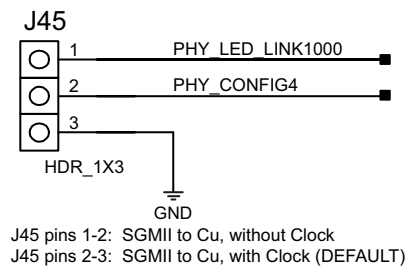 J45
1 PHY_LED_LINK1000
2 PHY_CONFIG4
3
HDR_1X3
GND
J45 pins 1-2: SGMII to Cu, without Clock
J45 pins 2-3: SGMII to Cu, with Clock (DEFAULT)